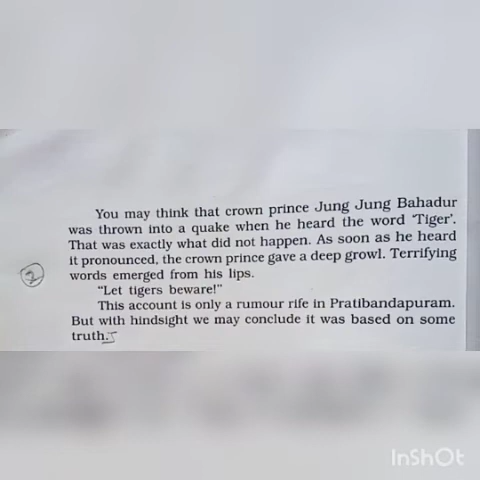 You may think that crown prince Jung Jung Bahadur
was thrown into a quake when he heard the word ‘Tiger’.
That was exactly what did not happen. As soon as he heard
it pronounced, the crown prince gave a deep growl. Terrifying
2
words emerged from his lips.
“Let tigers beware!”
This account is only a rumour rife in Pratibandapuram.
But with hindsight we may conclude it was based on some
truth.
InShOt